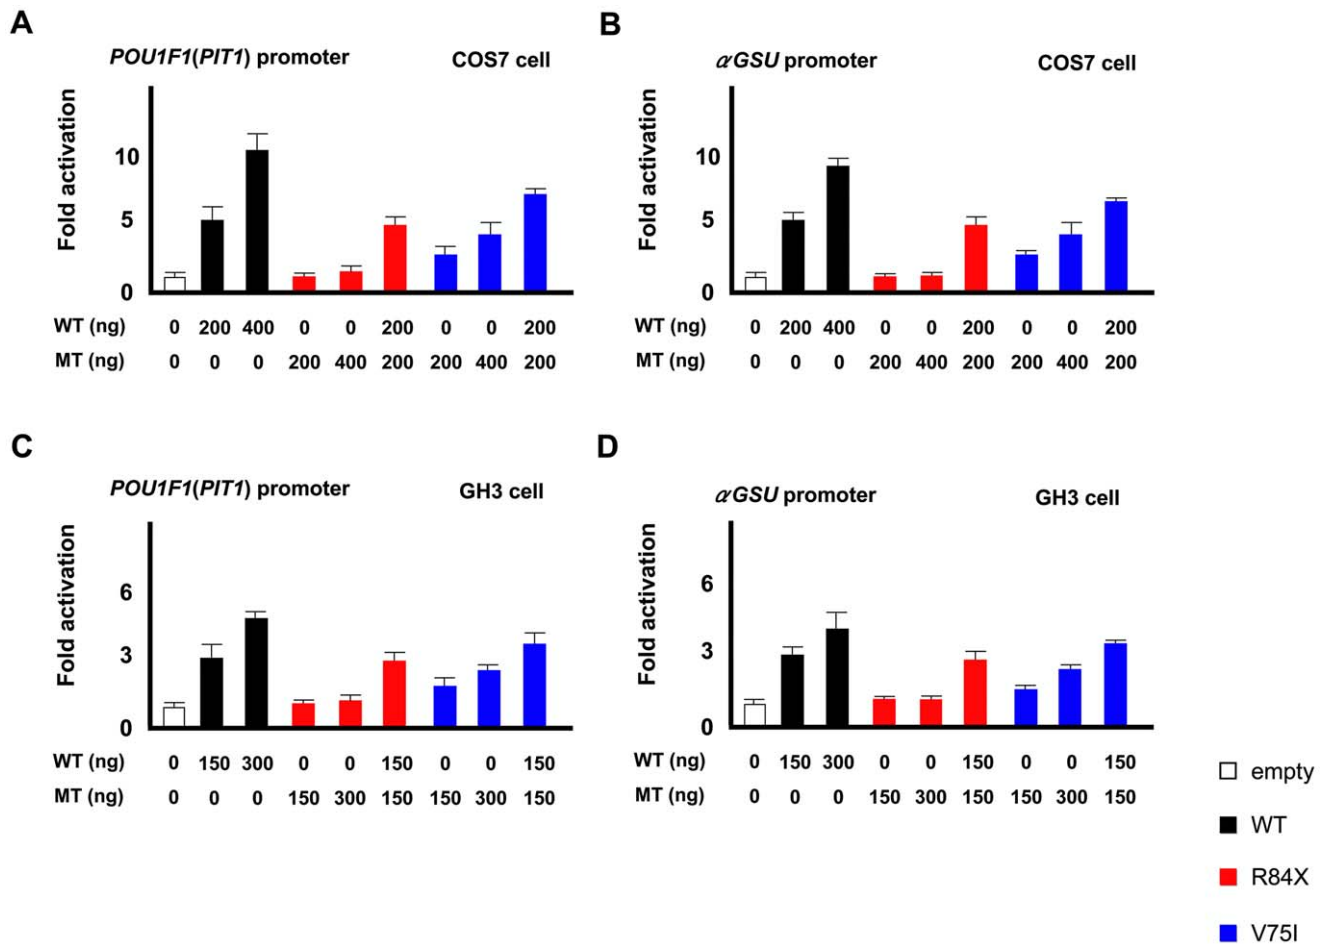 A
POU1F1(PIT1) promoter COS7 cell
Fold activation
10
5
0
WT (ng) 0 200 400 0 0 200 0 0 200
MT (ng) 0 0 0 200 400 200 200 400 200
B
αGSU promoter COS7 cell
Fold activation
10
5
0
WT (ng) 0 200 400 0 0 200 0 0 200
MT (ng) 0 0 0 200 400 200 200 400 200
C
POU1F1(PIT1) promoter GH3 cell
Fold activation
6
3
0
WT (ng) 0 150 300 0 0 150 0 0 150
MT (ng) 0 0 0 150 300 150 150 300 150
D
αGSU promoter GH3 cell
Fold activation
6
3
0
WT (ng) 0 150 300 0 0 150 0 0 150
MT (ng) 0 0 0 150 300 150 150 300 150
empty
WT
R84X
V75I